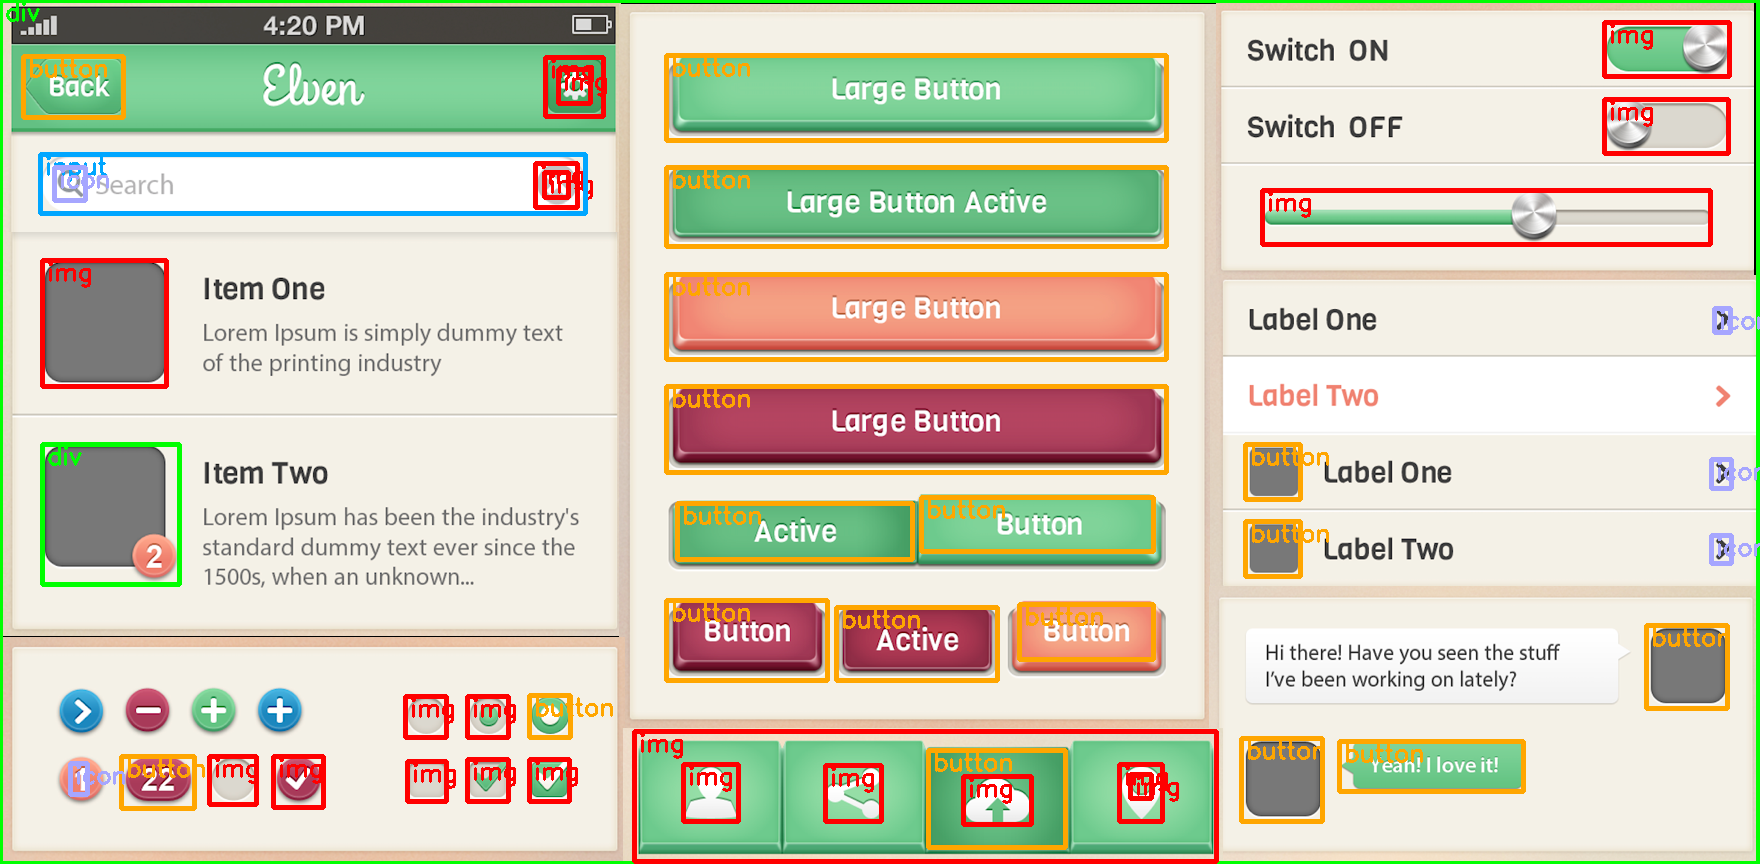 div
4:20 PM
button
Back
Elven
img
img
input
icon
Search
img
img
img
Item One
Lorem Ipsum is simply dummy text
of the printing industry
div
Item Two
Lorem Ipsum has been the industry's
standard dummy text ever since the
1500s, when an unknown...
2
img
img
button
icon
1
button
22
img
img
img
img
img
button
Large Button
button
Large Button Active
button
Large Button
button
Large Button
button
Active
button
Button
button
Button
button
Active
button
Button
img
img
img
button
img
img
img
Switch ON
img
Switch OFF
img
img
Label One
icon
Label Two
button
Label One
icon
button
Label Two
icon
Hi there! Have you seen the stuff
I've been working on lately?
button
button
button
Yeah! I love it!